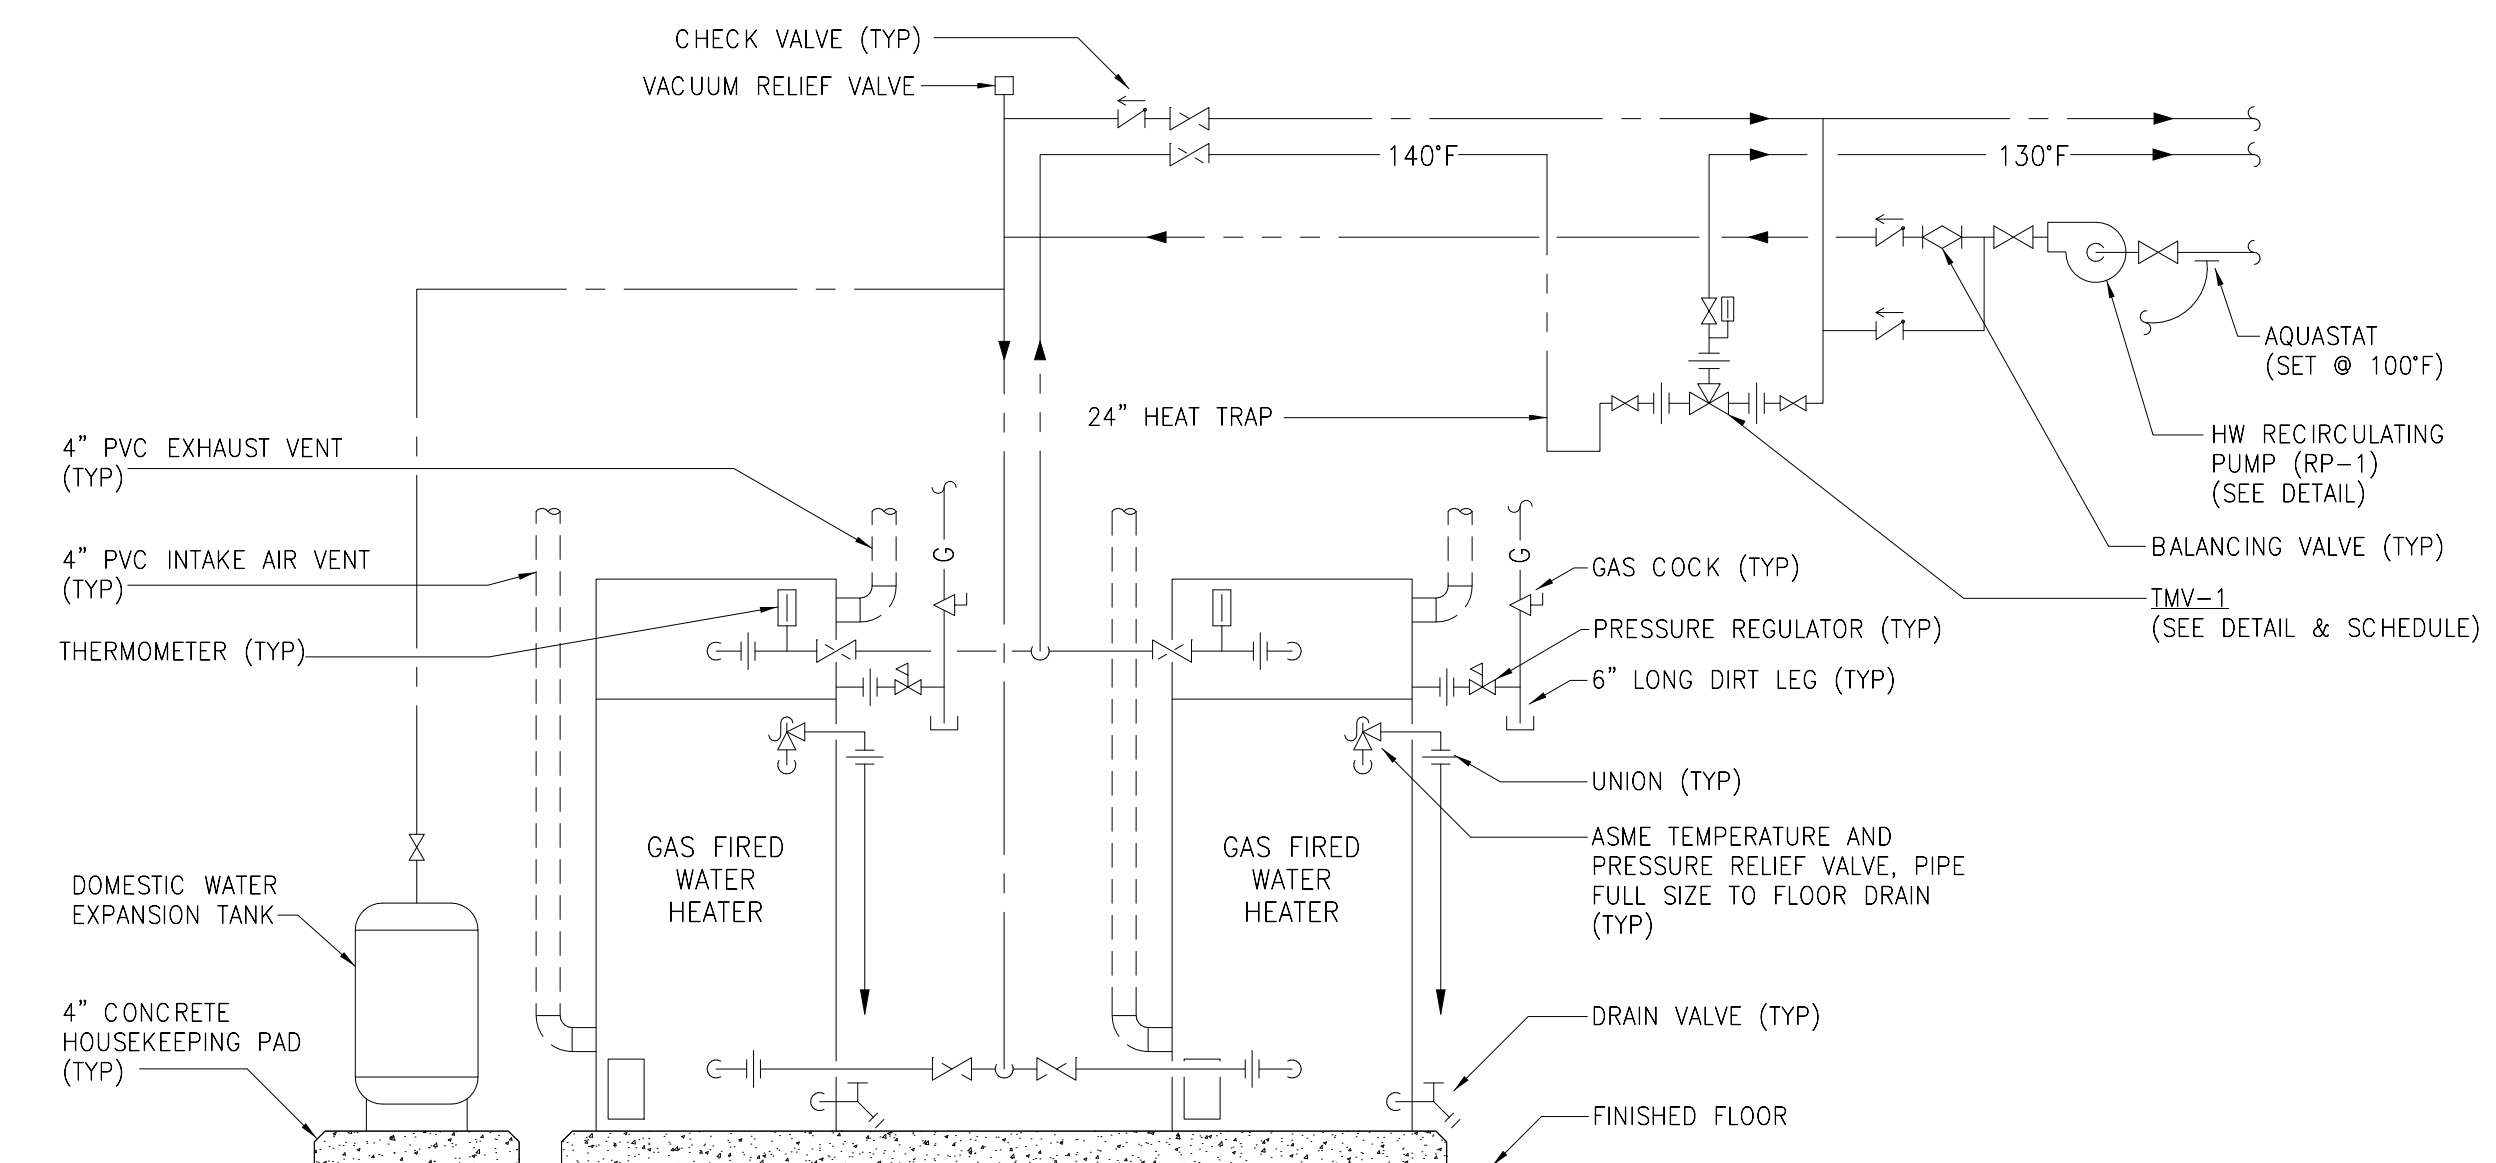 CHECK VALVE (TYP)
VACUUM RELIEF VALVE
140°F
130°F
AQUASTAT
(SET @ 100°F)
24" HEAT TRAP
HW RECIRCULATING
PUMP (RP-1)
(SEE DETAIL)
4" PVC EXHAUST VENT
(TYP)
BALANCING VALVE (TYP)
4" PVC INTAKE AIR VENT
(TYP)
G
G
GAS COCK (TYP)
TMV-1
(SEE DETAIL & SCHEDULE)
THERMOMETER (TYP)
PRESSURE REGULATOR (TYP)
6" LONG DIRT LEG (TYP)
UNION (TYP)
GAS FIRED
WATER
HEATER
GAS FIRED
WATER
HEATER
ASME TEMPERATURE AND
PRESSURE RELIEF VALVE, PIPE
FULL SIZE TO FLOOR DRAIN
(TYP)
DOMESTIC WATER
EXPANSION TANK
4" CONCRETE
HOUSEKEEPING PAD
(TYP)
DRAIN VALVE (TYP)
FINISHED FLOOR